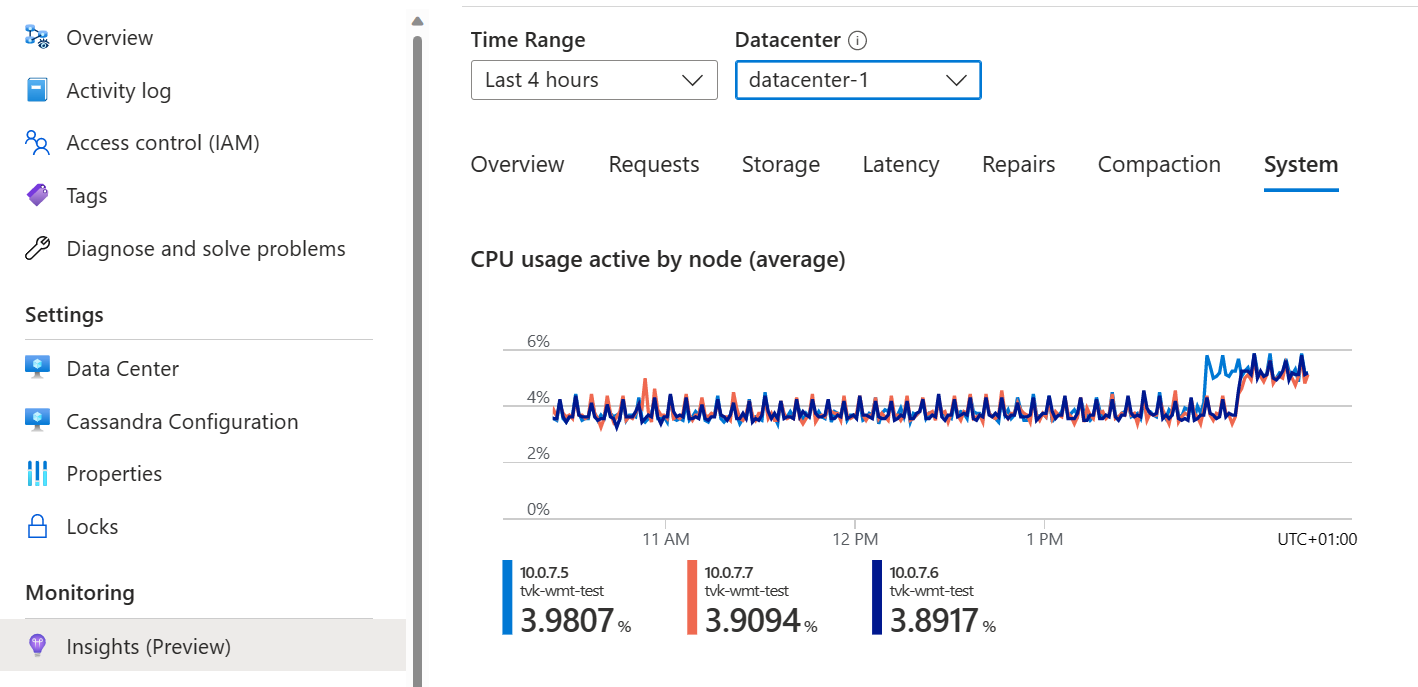 Overview
Activity log
Access control (IAM)
Tags
Diagnose and solve problems
Settings
Data Center
Cassandra Configuration
Properties
Locks
Monitoring
Insights (Preview)
Time Range
Datacenter
Last 4 hours
datacenter-1
Overview Requests Storage Latency Repairs Compaction System
CPU usage active by node (average)
6%
4%
2%
0%
11 AM 12 PM 1 PM UTC+01:00
10.0.7.5
tvk-wmt-test
3.9807 %
10.0.7.7
tvk-wmt-test
3.9094 %
10.0.7.6
tvk-wmt-test
3.8917 %